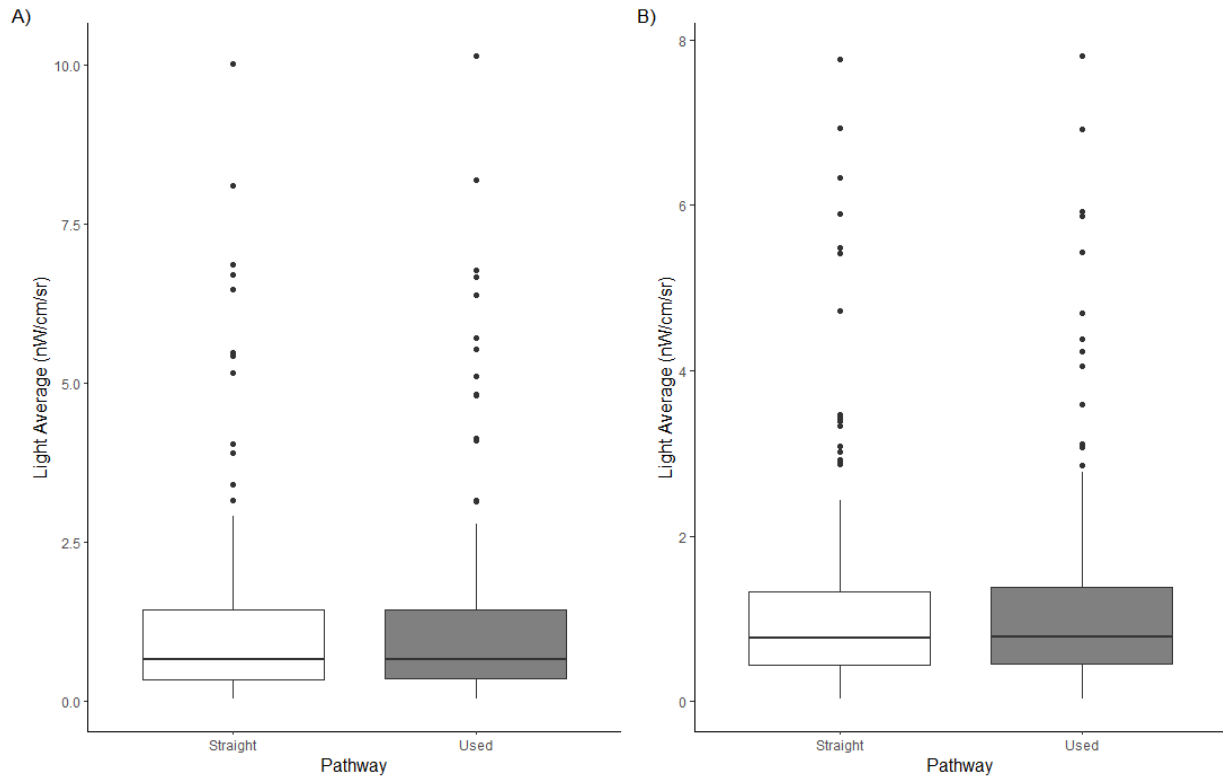 A)
10.0
7.5
5.0
2.5
0.0
Light Average (nW/cm/sr)
Straight
Used
Pathway
B)
8
6
4
2
0
Light Average (nW/cm/sr)
Straight
Used
Pathway